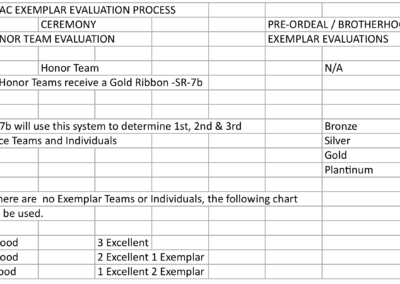 AC EXEMPLAR EVALUATION PROCESS
CEREMONY PRE-ORDEAL / BROTHERHOO
NOR TEAM EVALUATION EXEMPLAR EVALUATIONS
Honor Team N/A
Honor Teams receive a Gold Ribbon -SR-7b
7b will use this system to determine 1st, 2nd & 3rd Bronze
ce Teams and Individuals Silver
Gold
Plantinum
here are no Exemplar Teams or Individuals, the following chart
be used.
ood 3 Excellent
ood 2 Excellent 1 Exemplar
ood 1 Excellent 2 Exemplar